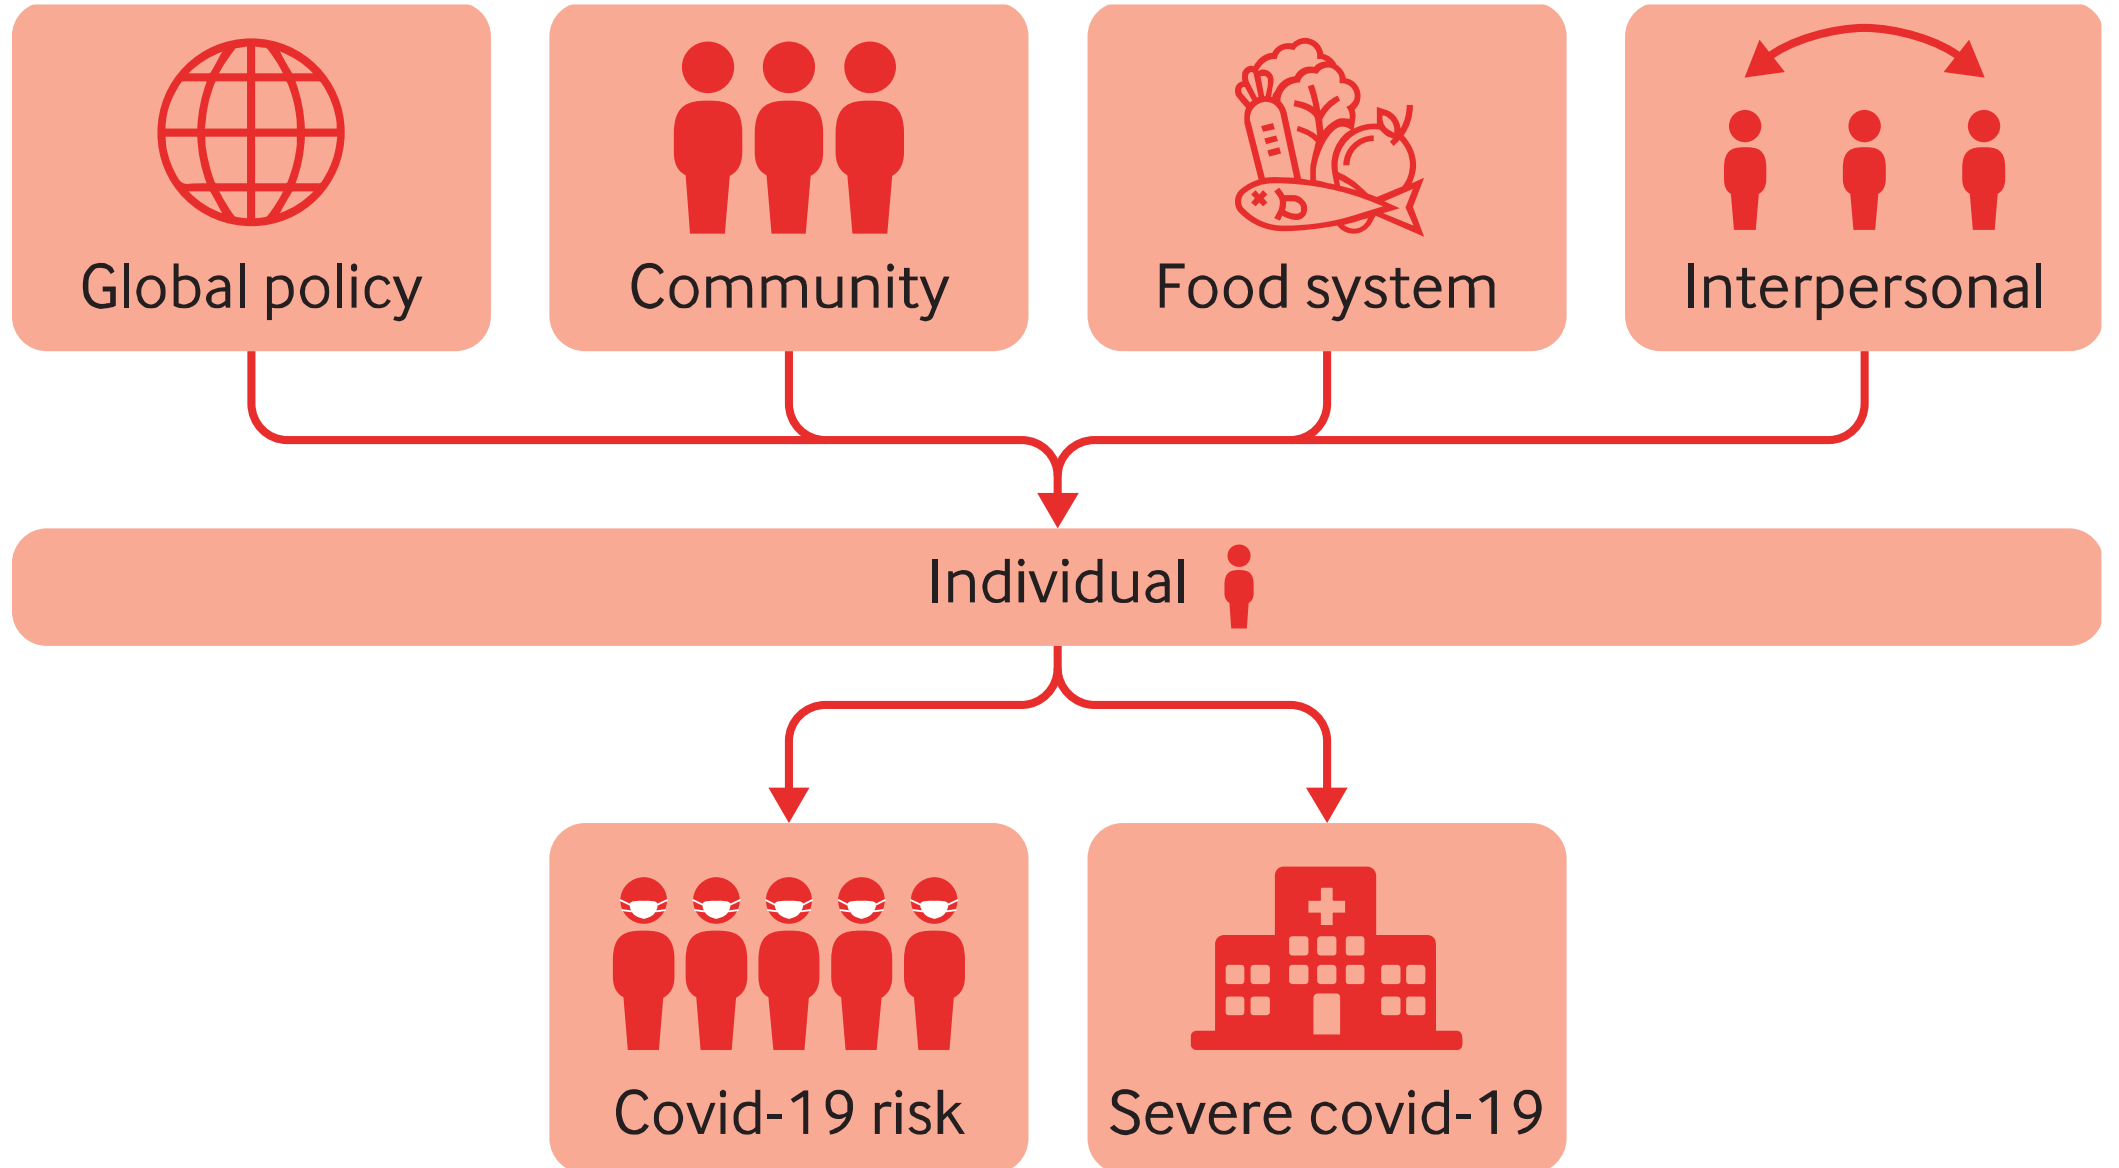 Global policy
Community
Food system
Interpersonal
Individual
Covid-19 risk
Severe covid-19